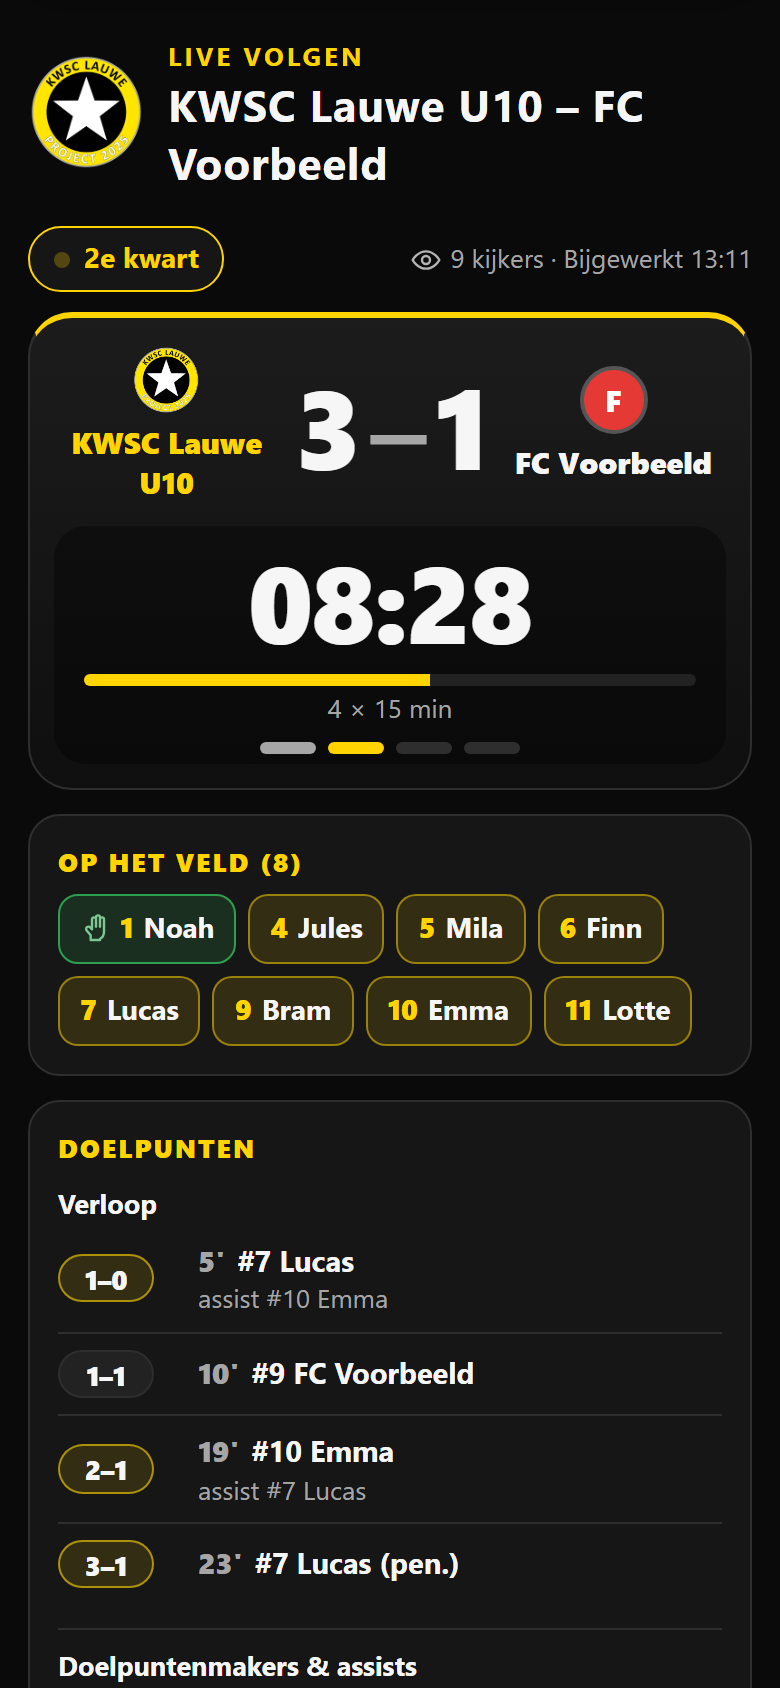 KWSC LAUWE
PROJECT 2025
LIVE VOLGEN
KWSC Lauwe U10 – FC
Voorbeeld
2e kwart
9 kijkers · Bijgewerkt 13:11
KWSC LAUWE
KWSC Lauwe
U10
3–1
F
FC Voorbeeld
08:28
4 × 15 min
OP HET VELD (8)
1 Noah
4 Jules
5 Mila
6 Finn
7 Lucas
9 Bram
10 Emma
11 Lotte
DOELPUNTEN
Verloop
1–0
5' #7 Lucas
assist #10 Emma
1–1
10' #9 FC Voorbeeld
2–1
19' #10 Emma
assist #7 Lucas
3–1
23' #7 Lucas (pen.)
Doelpuntenmakers & assists